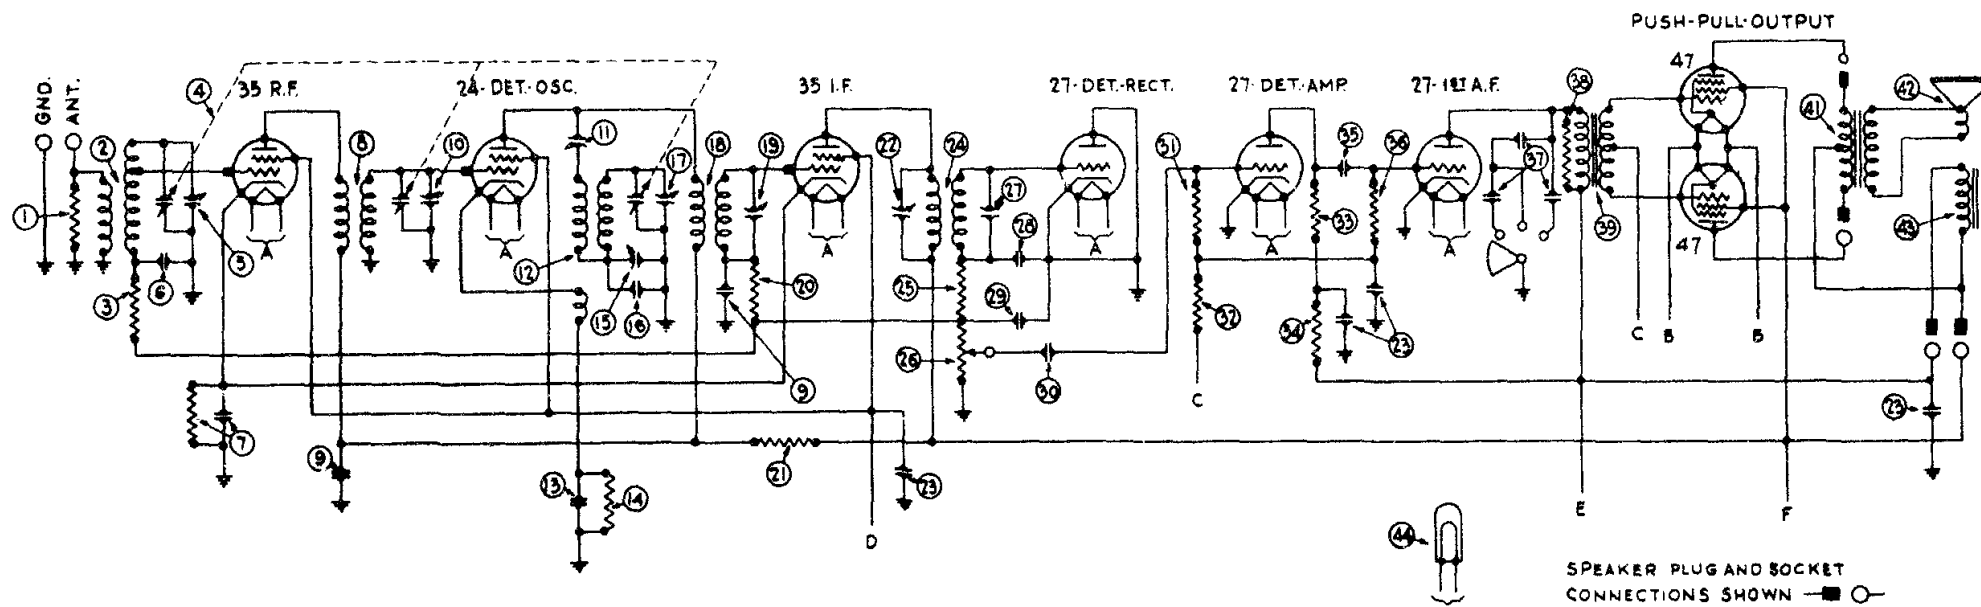 PUSH-PULL-OUTPUT
GND.
ANT.
35 R.F.
24-DET.-OSC.
35 I.F.
27-DET.-RECT.
27-DET.-AMP.
27-1ST A.F.
47
47
1
2
3
4
5
6
7
8
9
10
11
12
13
14
15
16
17
18
19
20
21
22
23
24
25
26
27
28
29
9
30
31
32
33
34
35
36
23
37
38
39
41
42
43
23
23
A
A
A
A
A
A
C
C
B
B
D
E
F
44
SPEAKER PLUG AND SOCKET
CONNECTIONS SHOWN